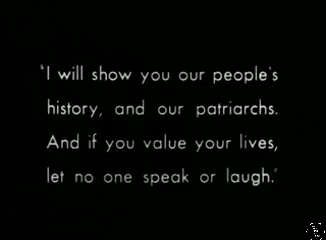 "I will show you our people's
history, and our patriarchs.
And if you value your lives,
let no one speak or laugh."